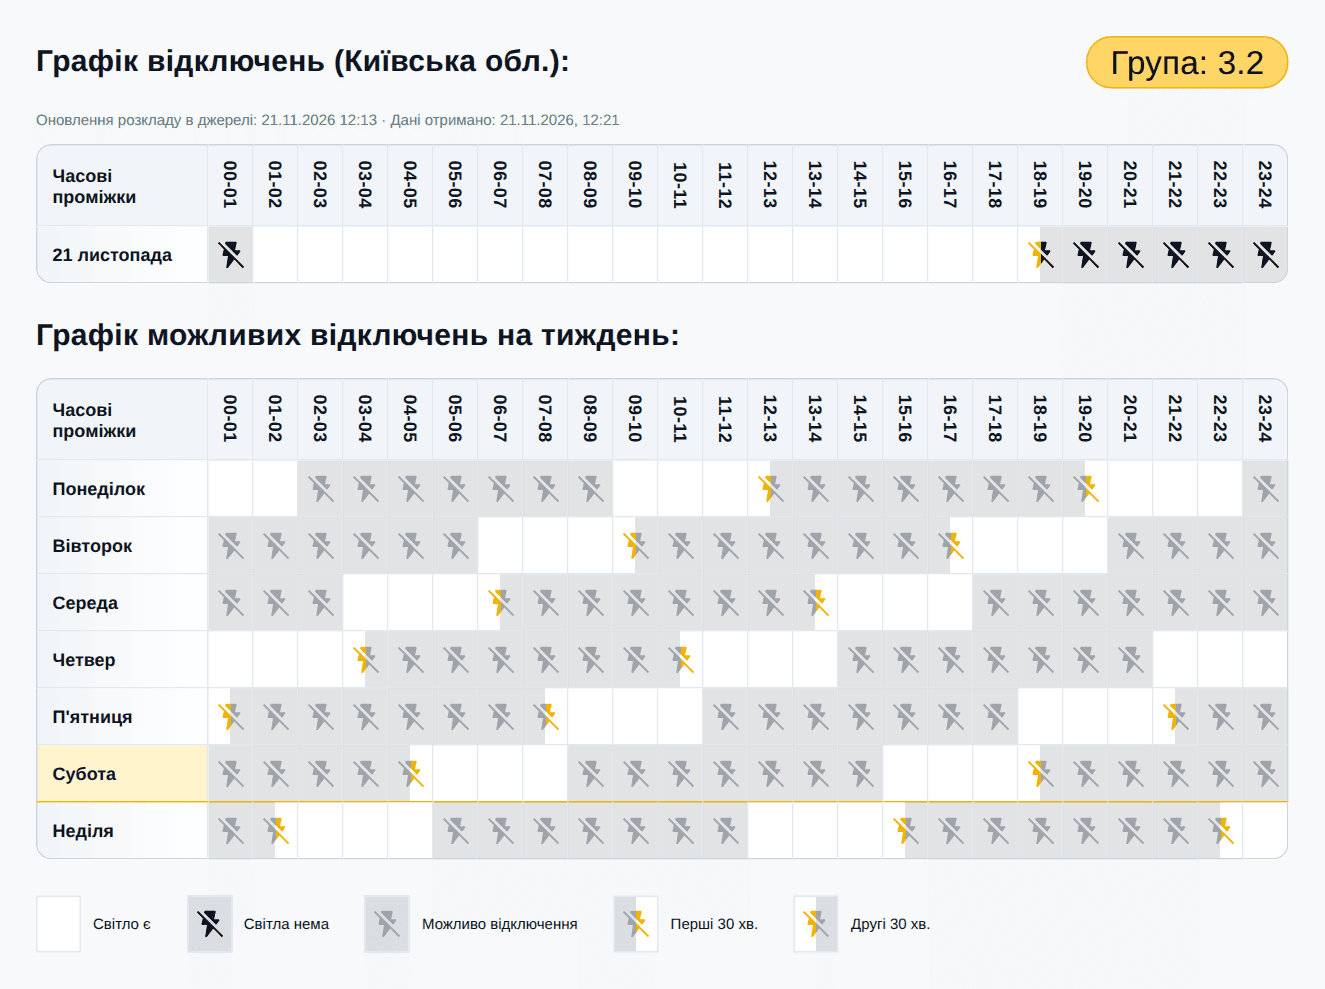 Графік відключень (Київська обл.):
Група: 3.2
Оновлення розкладу в джерелі: 21.11.2026 12:13 · Дані отримано: 21.11.2026, 12:21
Часові
проміжки
00-01 01-02 02-03 03-04 04-05 05-06 06-07 07-08 08-09 09-10 10-11 11-12 12-13 13-14 14-15 15-16 16-17 17-18 18-19 19-20 20-21 21-22 22-23 23-24
21 листопада
Графік можливих відключень на тиждень:
Часові
проміжки
00-01 01-02 02-03 03-04 04-05 05-06 06-07 07-08 08-09 09-10 10-11 11-12 12-13 13-14 14-15 15-16 16-17 17-18 18-19 19-20 20-21 21-22 22-23 23-24
Понеділок
Вівторок
Середа
Четвер
П'ятниця
Субота
Неділя
Світло є
Світла нема
Можливо відключення
Перші 30 хв.
Другі 30 хв.